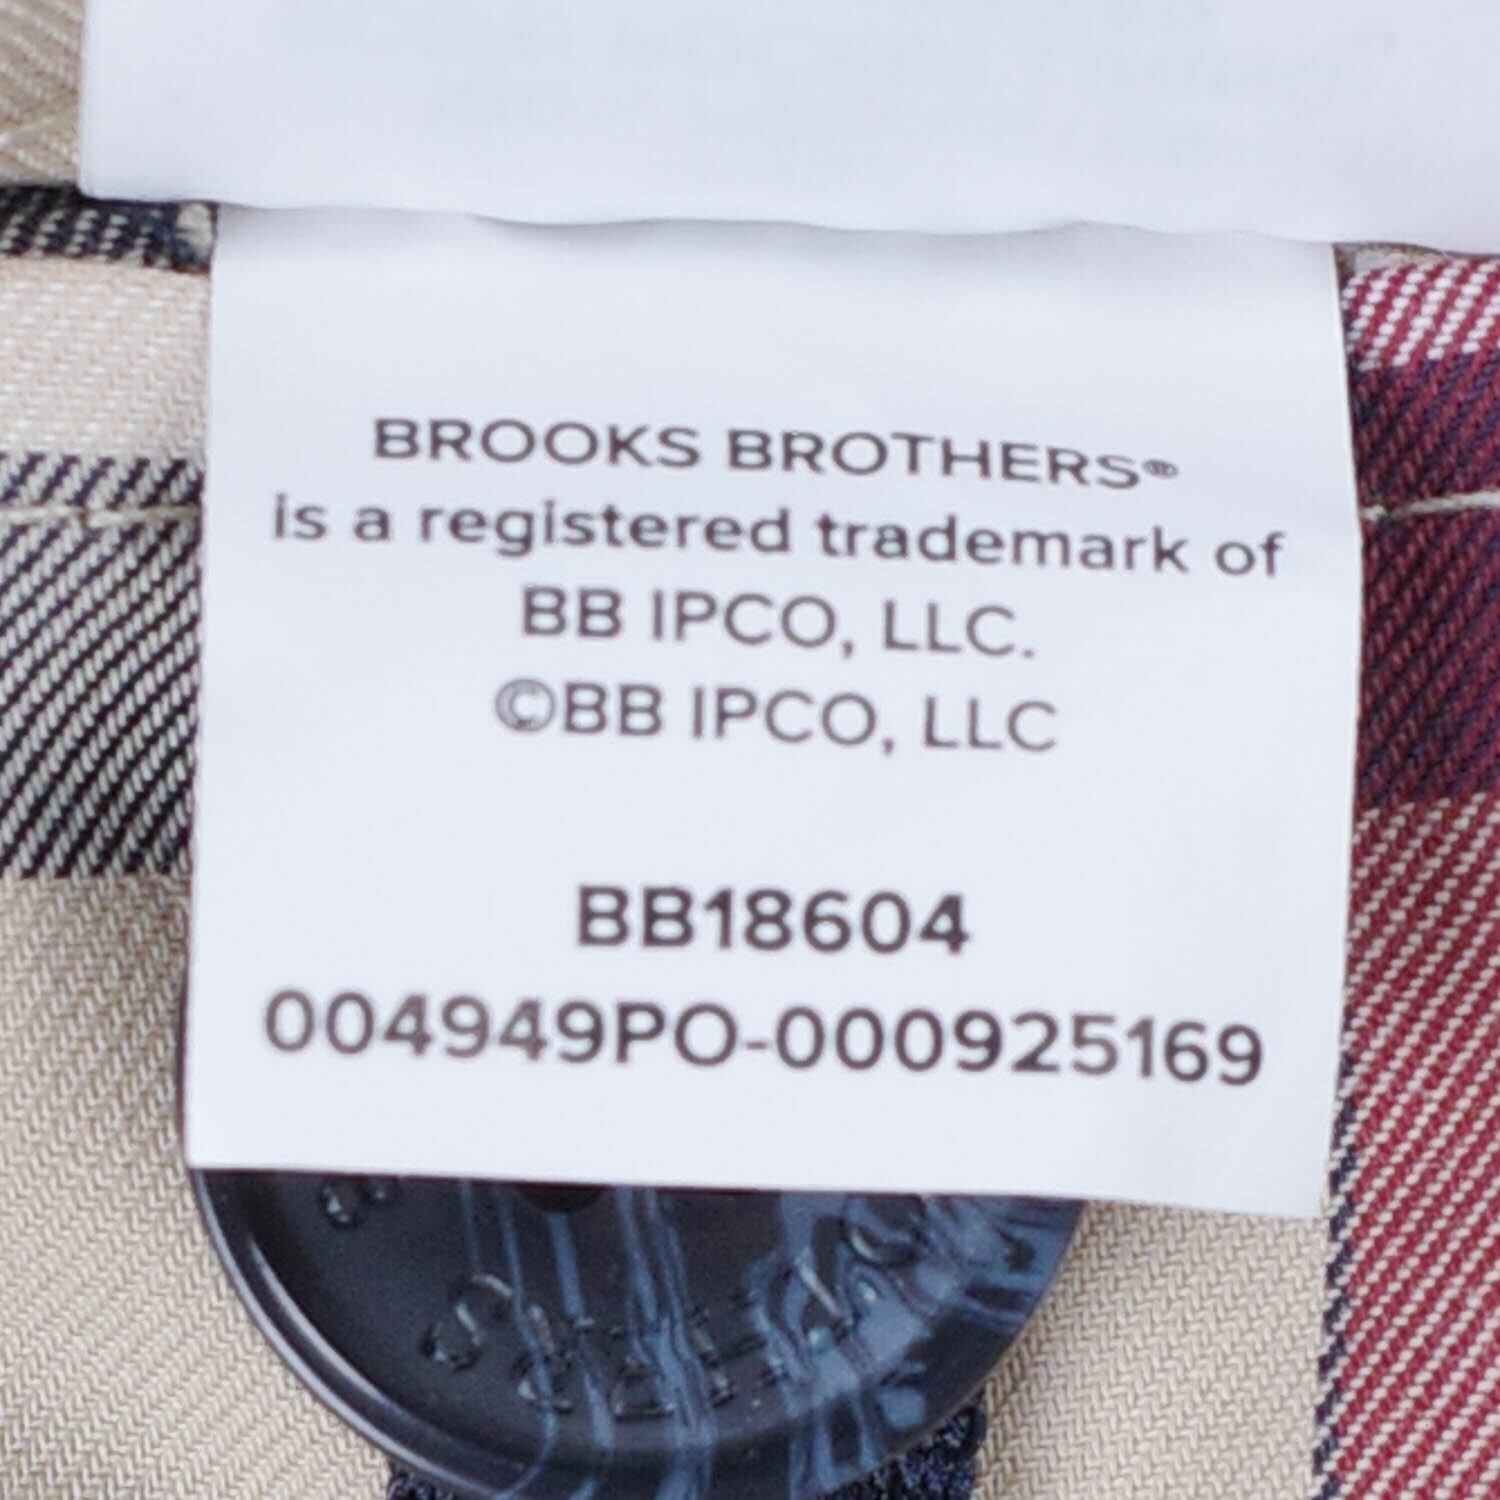 BROOKS BROTHERS®
is a registered trademark of
BB IPCO, LLC.
©BB IPCO, LLC
BB18604
004949PO-000925169